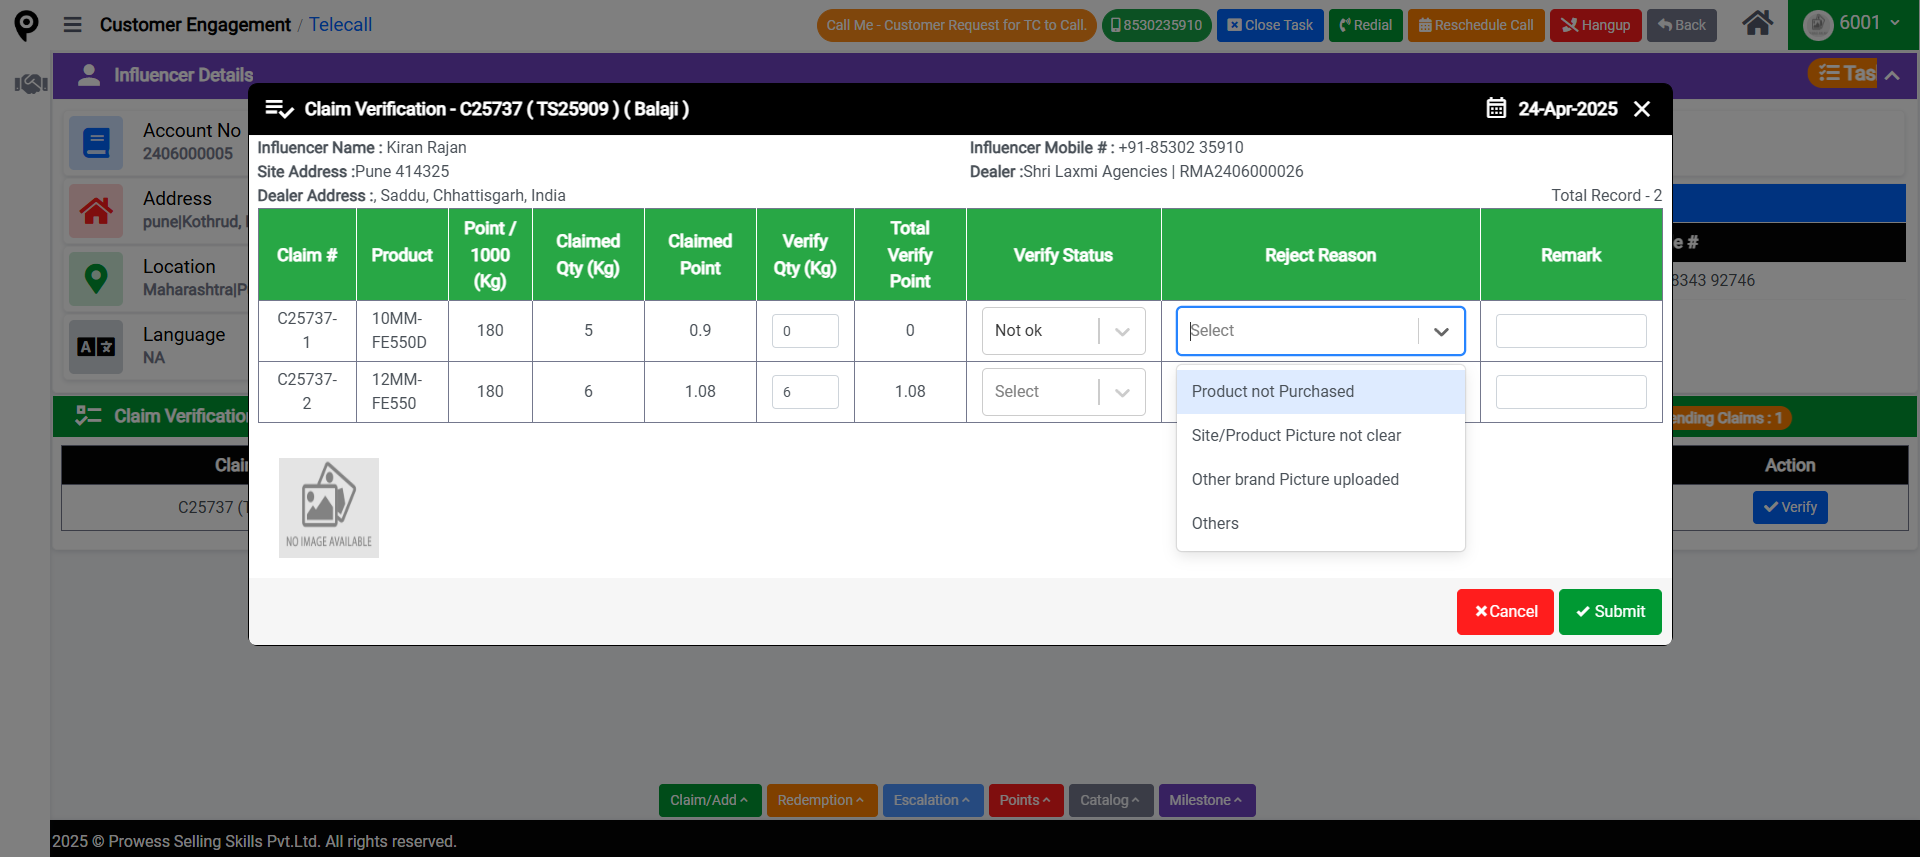 Customer Engagement / Telecall
Call Me - Customer Request for TC to Call.
8530235910
Close Task
Redial
Reschedule Call
Hangup
Back
6001
Influencer Details
Tas
Account No
2406000005
Address
pune|Kothrud,
Location
Maharashtra|P
Language
NA
A
e #
8343 92746
Claim Verification - C25737 ( TS25909 ) ( Balaji )
24-Apr-2025
Influencer Name : Kiran Rajan
Influencer Mobile # : +91-85302 35910
Site Address :Pune 414325
Dealer :Shri Laxmi Agencies | RMA2406000026
Dealer Address :, Saddu, Chhattisgarh, India
Total Record - 2
Claim #
Product
Point /
1000
(Kg)
Claimed
Qty (Kg)
Claimed
Point
Verify
Qty (Kg)
Total
Verify
Point
Verify Status
Reject Reason
Remark
C25737-
1
10MM-
FE550D
180
5
0.9
0
0
Not ok
Select
C25737-
2
12MM-
FE550
180
6
1.08
6
1.08
Select
Product not Purchased
Site/Product Picture not clear
Other brand Picture uploaded
Others
NO IMAGE AVAILABLE
Cancel
Submit
Claim Verification
ending Claims : 1
Clai
Action
C25737 (T
Verify
Claim/Add
Redemption
Escalation
Points
Catalog
Milestone
2025 © Prowess Selling Skills Pvt.Ltd. All rights reserved.